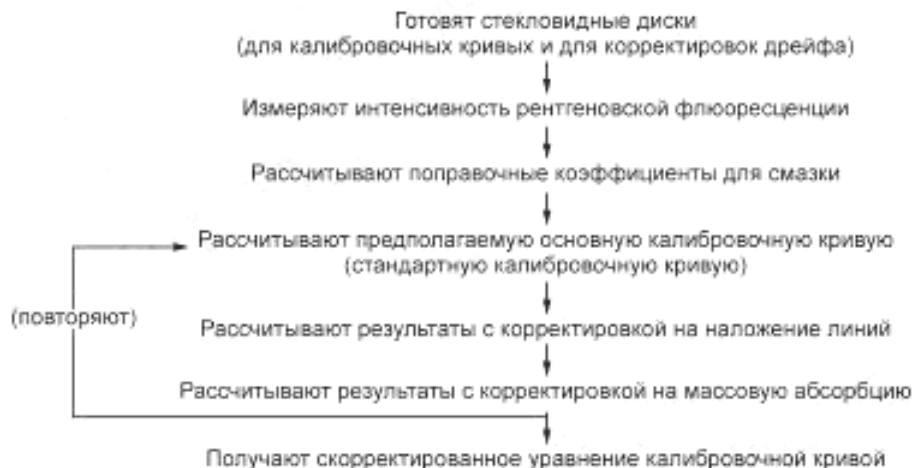 Готовят стекловидные диски
(для калибровочных кривых и для корректировок дрейфа)
Измеряют интенсивность рентгеновской флюоресценции
Рассчитывают поправочные коэффициенты для смазки
Рассчитывают предполагаемую основную калибровочную кривую
(стандартную калибровочную кривую)
(повторяют)
Рассчитывают результаты с корректировкой на наложение линий
Рассчитывают результаты с корректировкой на массовую абсорбцию
Получают скорректированное уравнение калибровочной кривой